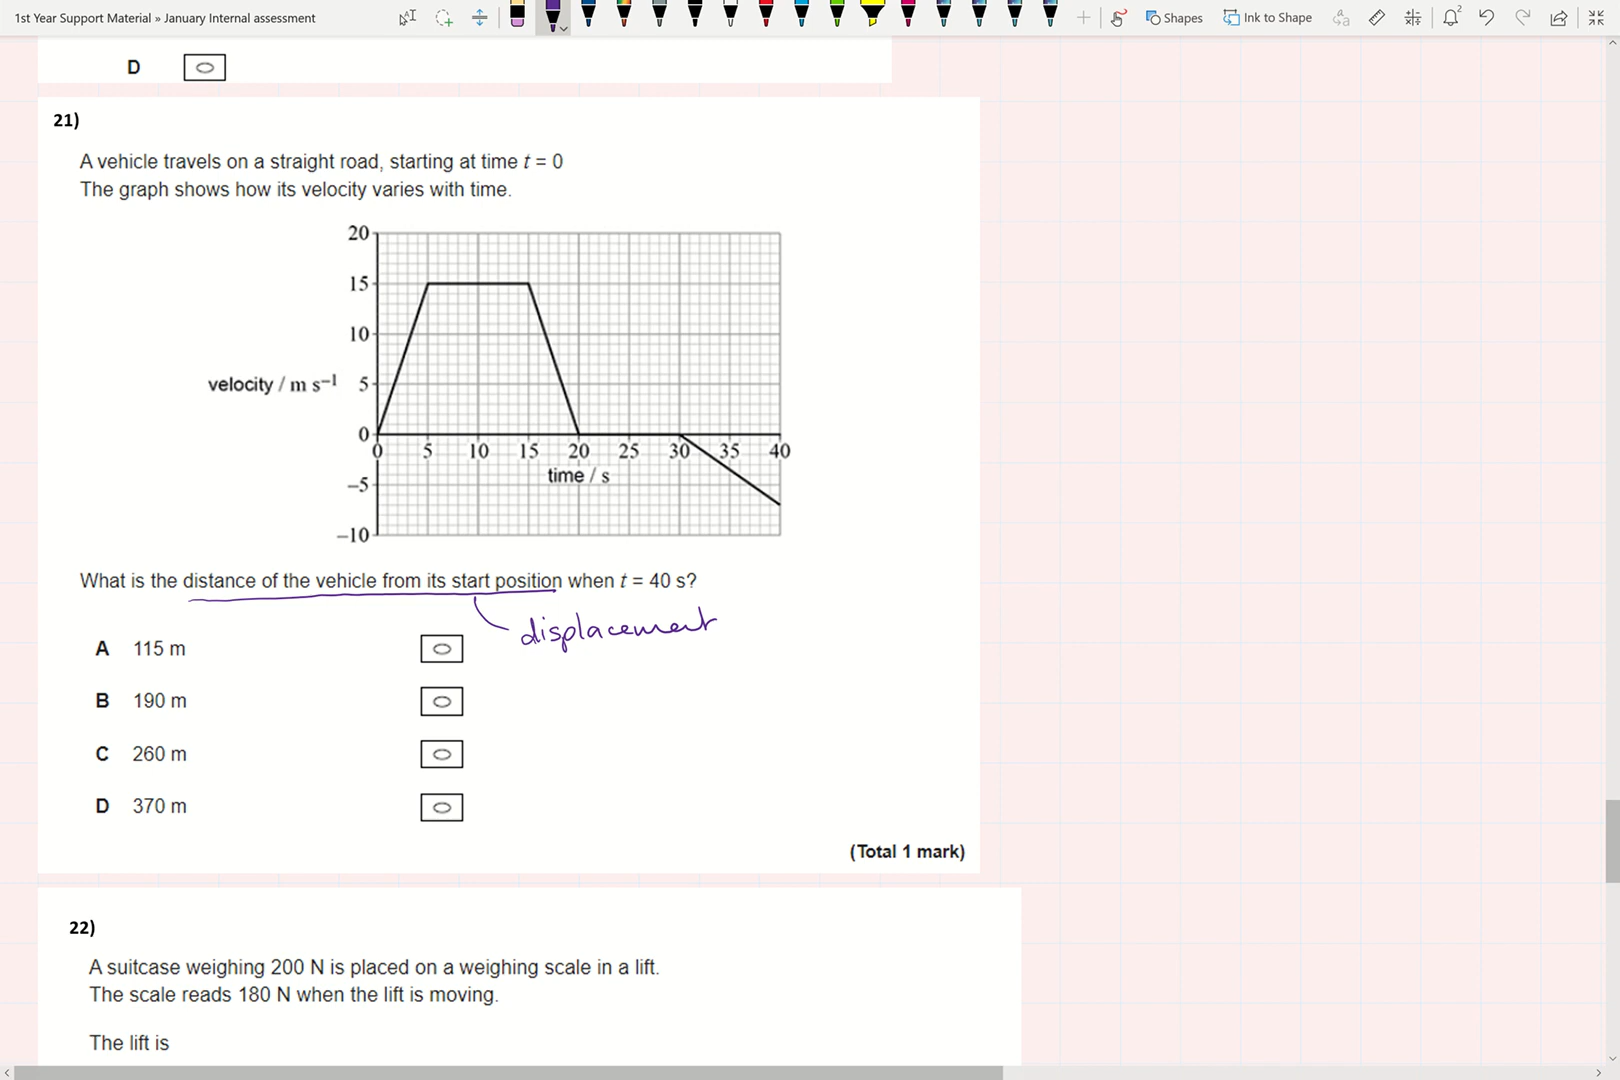 1st Year Support Material » January Internal assessment
Shapes
Ink to Shape
D
21)
A vehicle travels on a straight road, starting at time t = 0
The graph shows how its velocity varies with time.
20
15
10
velocity / m s⁻¹ 5
0
0 5 10 15 20 25 30 35 40
time / s
–5
–10
What is the distance of the vehicle from its start position when t = 40 s?
displacement
A 115 m
B 190 m
C 260 m
D 370 m
(Total 1 mark)
22)
A suitcase weighing 200 N is placed on a weighing scale in a lift.
The scale reads 180 N when the lift is moving.
The lift is